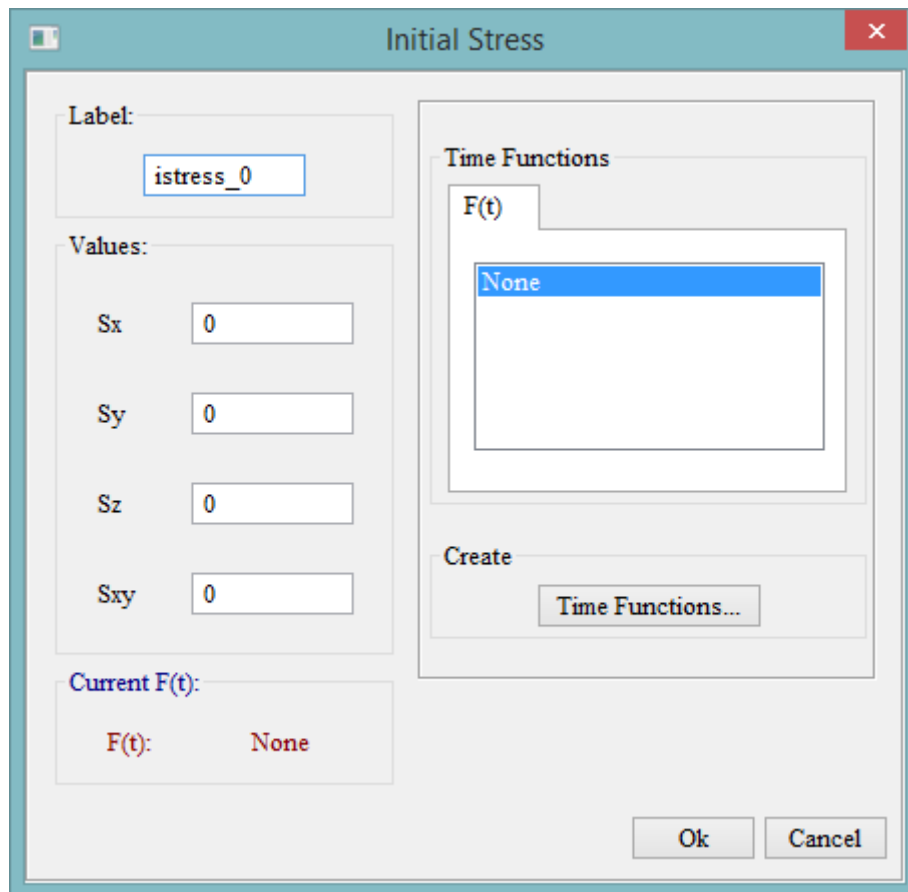 Initial Stress
Label:
istress_0
Values:
Sx 0
Sy 0
Sz 0
Sxy 0
Current F(t):
F(t): None
Time Functions
F(t)
None
Create
Time Functions...
Ok Cancel